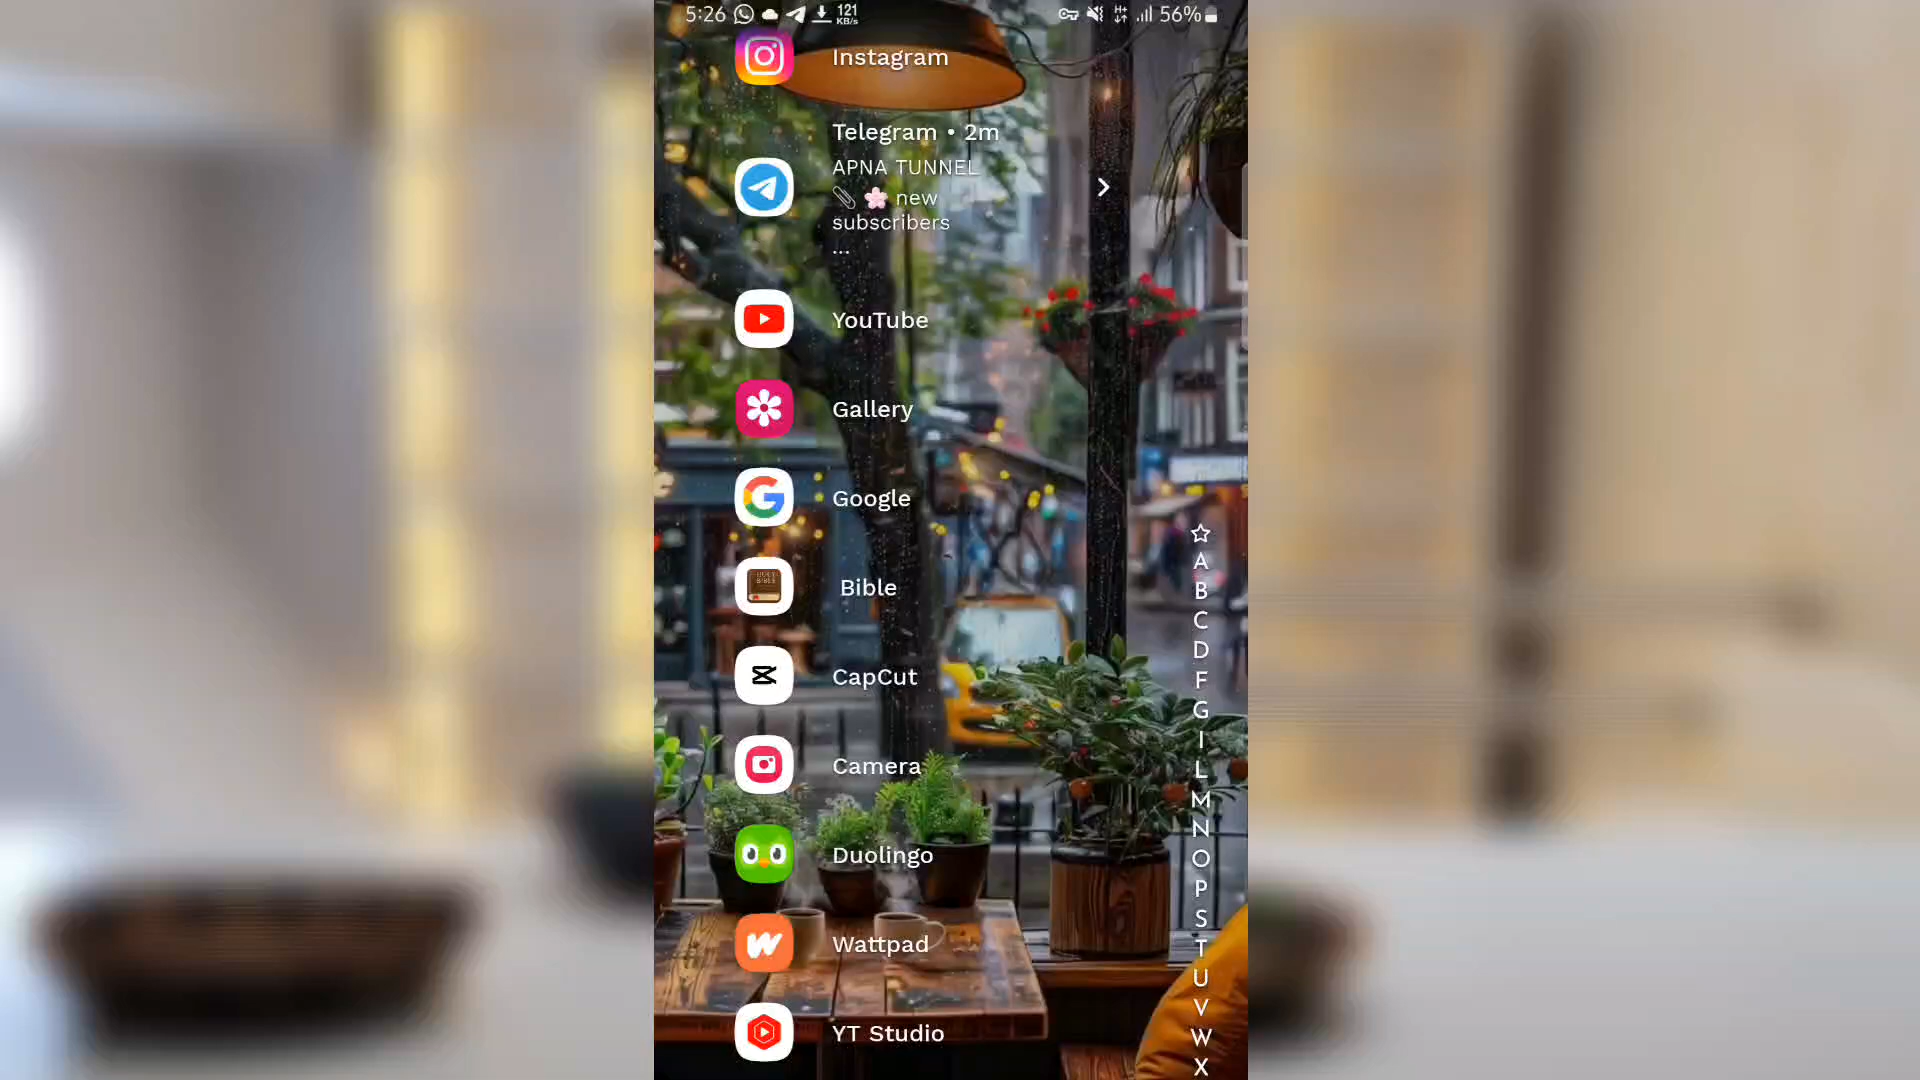 5:26 121 KB/s 56%
Instagram
Telegram • 2m
APNA TUNNEL
📎 🌸 new
subscribers
...
YouTube
Gallery
Google
Bible
CapCut
Camera
Duolingo
Wattpad
YT Studio
A
B
C
D
F
G
I
L
M
N
O
P
S
T
U
V
W
X